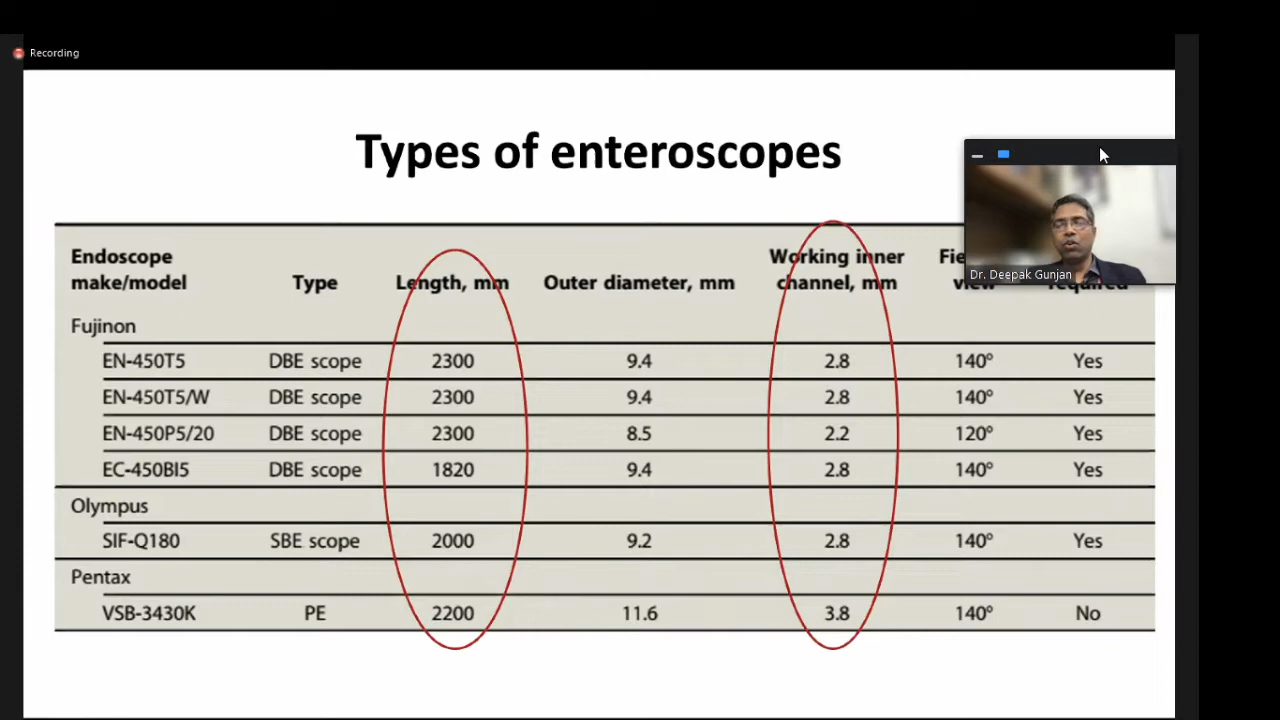 Recording
Types of enteroscopes
Dr. Deepak Gunjan
Endoscope make/model Type Length, mm Outer diameter, mm Working inner channel, mm view required
Fujinon
EN-450T5 DBE scope 2300 9.4 2.8 140° Yes
EN-450T5/W DBE scope 2300 9.4 2.8 140° Yes
EN-450P5/20 DBE scope 2300 8.5 2.2 120° Yes
EC-450BI5 DBE scope 1820 9.4 2.8 140° Yes
Olympus
SIF-Q180 SBE scope 2000 9.2 2.8 140° Yes
Pentax
VSB-3430K PE 2200 11.6 3.8 140° No